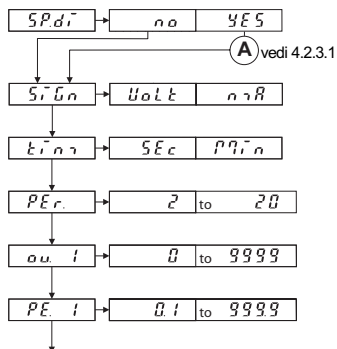 SP.di no YES
A vedi 4.2.3.1
SiGn VoLt mA
timm SEc Min
PEr. 2 to 20
ou. 1 0 to 9999
PE. 1 0.1 to 999.9